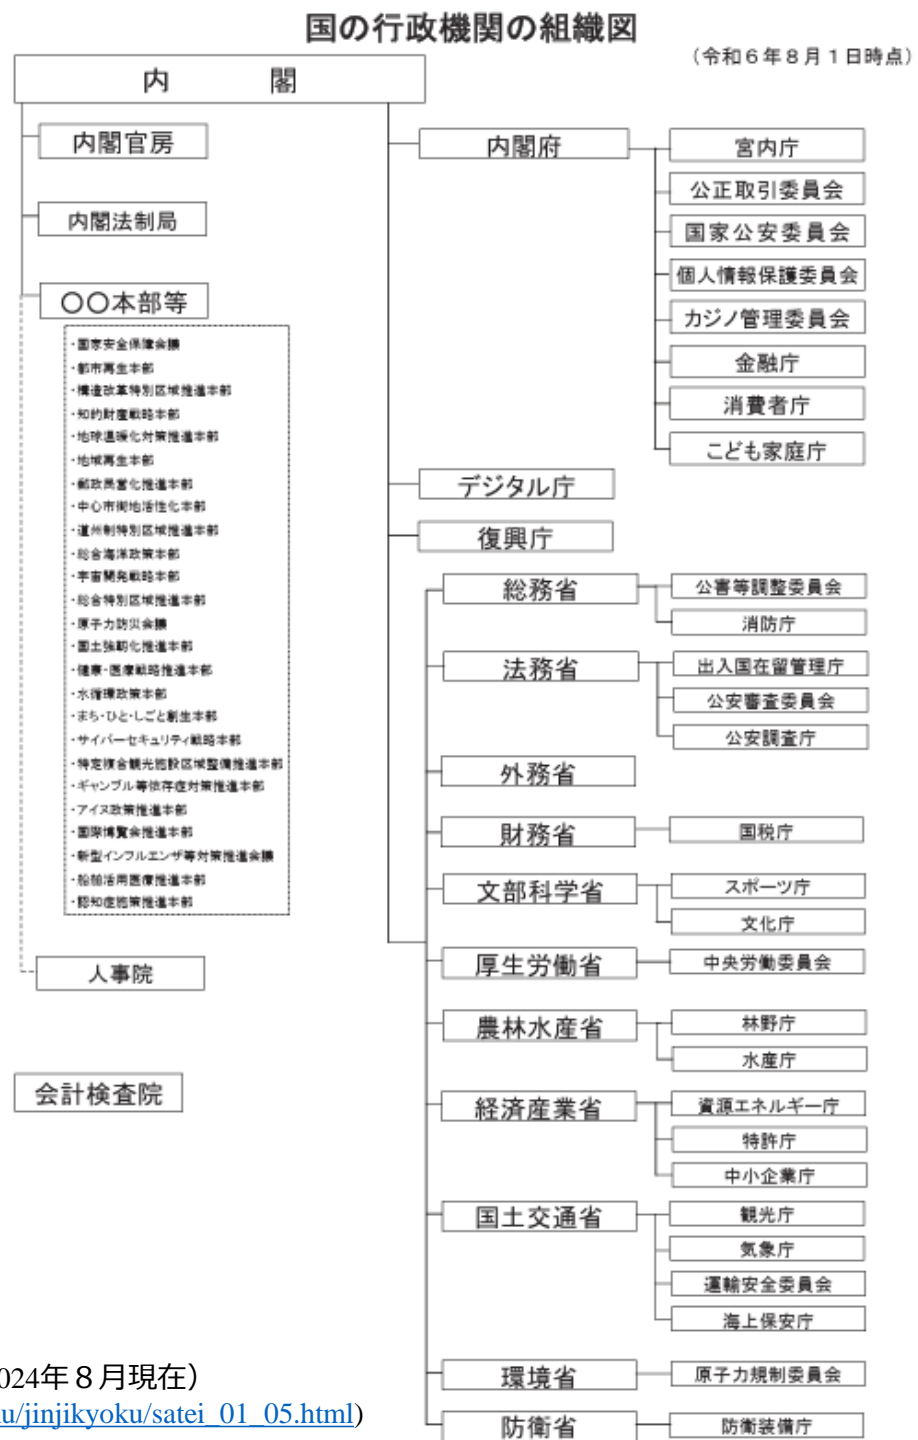 国の行政機関の組織図
（令和６年８月１日時点）
内閣
内閣官房
内閣法制局
〇〇本部等
・国家安全保障会議
・都市再生本部
・構造改革特別区域推進本部
・知的財産戦略本部
・地球温暖化対策推進本部
・地域再生本部
・郵政民営化推進本部
・中心市街地活性化本部
・道州制特別区域推進本部
・総合海洋政策本部
・宇宙開発戦略本部
・総合特別区域推進本部
・原子力防災会議
・国土強靱化推進本部
・健康・医療戦略推進本部
・水循環政策本部
・まち・ひと・しごと創生本部
・サイバーセキュリティ戦略本部
・特定複合観光施設区域整備推進本部
・ギャンブル等依存症対策推進本部
・アイヌ政策推進本部
・国際博覧会推進本部
・新型インフルエンザ等対策推進会議
・船舶活用医療推進本部
・認知症施策推進本部
人事院
会計検査院
内閣府
宮内庁
公正取引委員会
国家公安委員会
個人情報保護委員会
カジノ管理委員会
金融庁
消費者庁
こども家庭庁
デジタル庁
復興庁
総務省
公害等調整委員会
消防庁
法務省
出入国在留管理庁
公安審査委員会
公安調査庁
外務省
財務省
国税庁
文部科学省
スポーツ庁
文化庁
厚生労働省
中央労働委員会
農林水産省
林野庁
水産庁
経済産業省
資源エネルギー庁
特許庁
中小企業庁
国土交通省
観光庁
気象庁
運輸安全委員会
海上保安庁
環境省
原子力規制委員会
防衛省
防衛装備庁
024年８月現在）
u/jinjikyoku/satei_01_05.html)